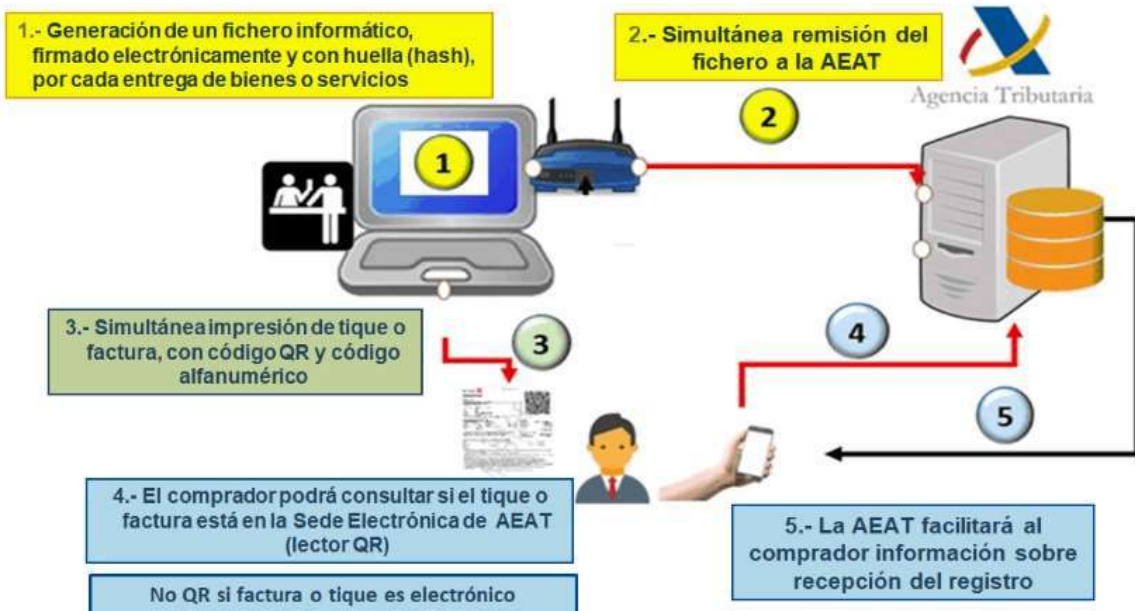 1.- Generación de un fichero informático,
firmado electrónicamente y con huella (hash),
por cada entrega de bienes o servicios
2.- Simultánea remisión del
fichero a la AEAT
Agencia Tributaria
2
1
3.- Simultánea impresión de tique o
factura, con código QR y código
alfanumérico
3
4
5
4.- El comprador podrá consultar si el tique o
factura está en la Sede Electrónica de AEAT
(lector QR)
No QR si factura o tique es electrónico
5.- La AEAT facilitará al
comprador información sobre
recepción del registro